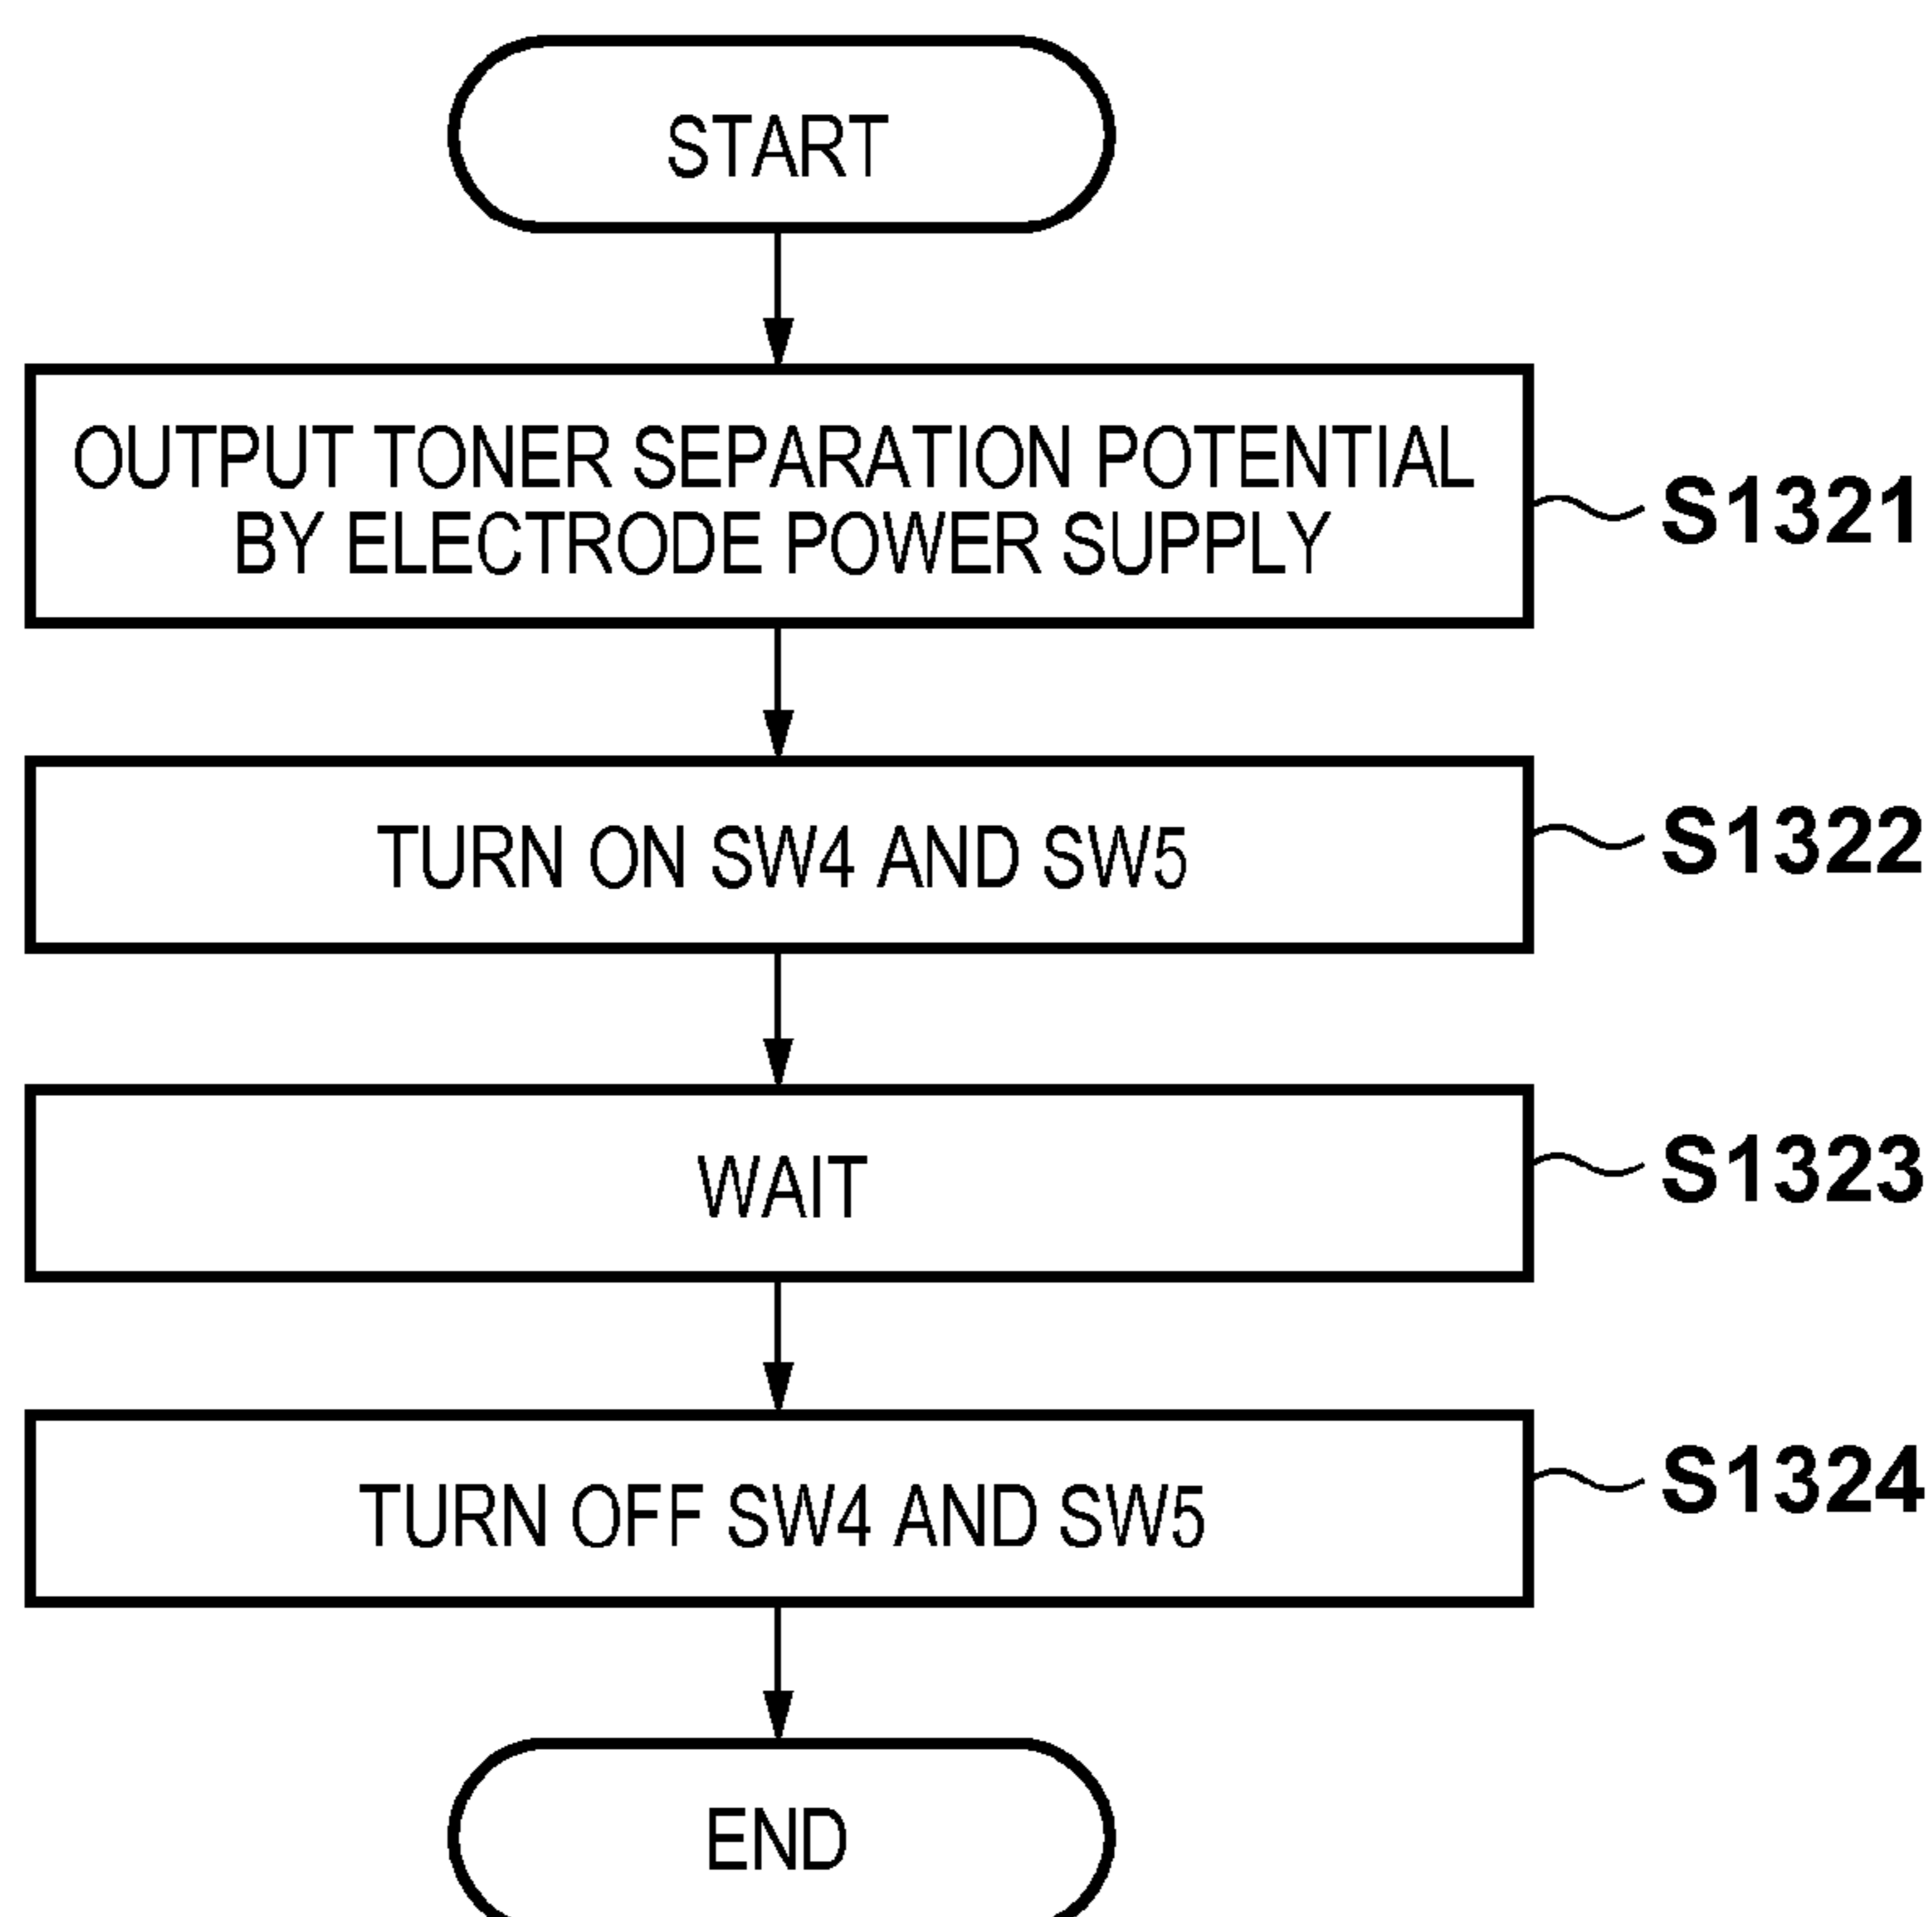 START
OUTPUT TONER SEPARATION POTENTIAL
BY ELECTRODE POWER SUPPLY
S1321
TURN ON SW4 AND SW5
S1322
WAIT
S1323
TURN OFF SW4 AND SW5
S1324
END